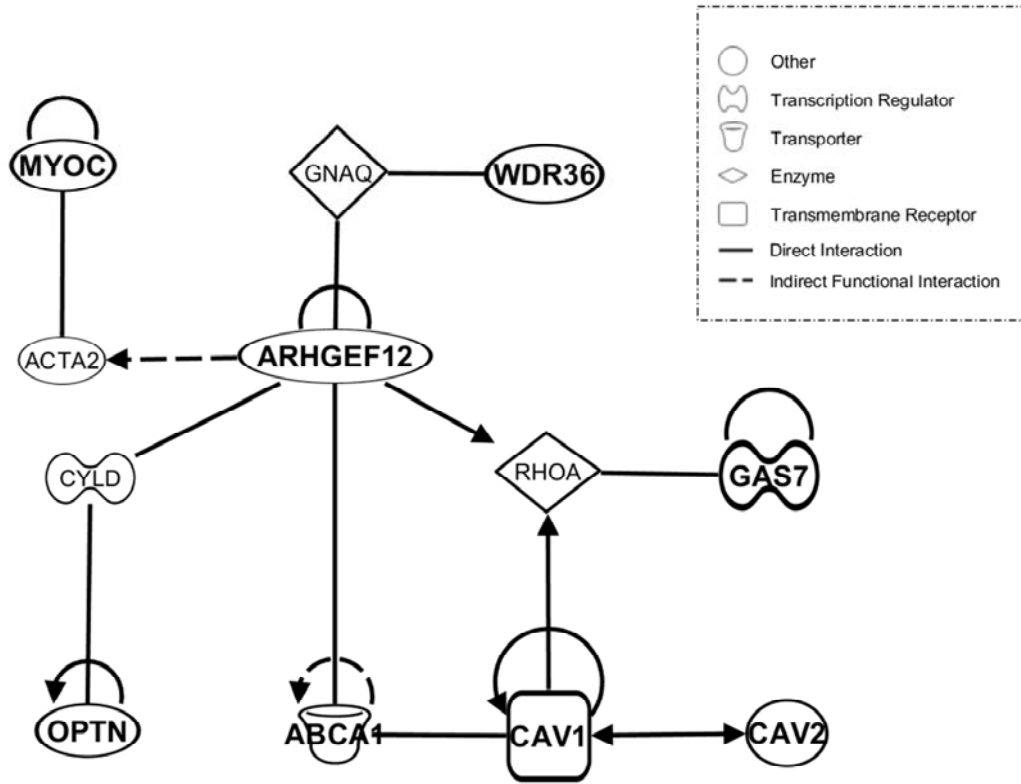 Other
Transcription Regulator
Transporter
Enzyme
Transmembrane Receptor
Direct Interaction
Indirect Functional Interaction
MYOC
GNAQ
WDR36
ACTA2
ARHGEF12
CYLD
RHOA
GAS7
OPTN
ABCA1
CAV1
CAV2